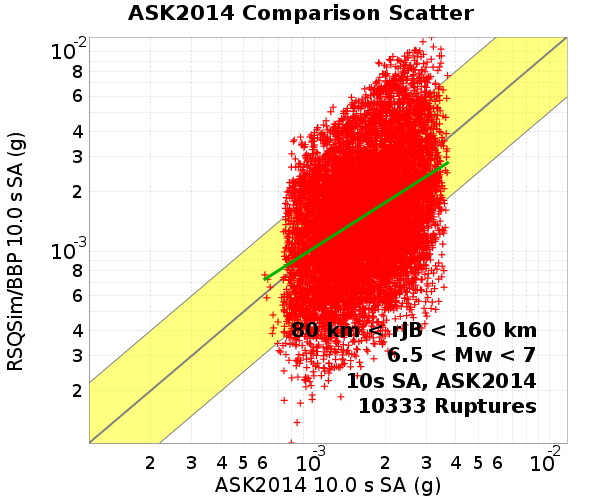 ASK2014 Comparison Scatter
RSQSim/BBP 10.0 s SA (g)
10-2
8
6
4
3
2
10-3
8
6
4
3
2
80 km < rJB < 160 km
6.5 < Mw < 7
10s SA, ASK2014
10333 Ruptures
2 3 4 5 6 10-3 2 3 4 5 6 10-2
ASK2014 10.0 s SA (g)